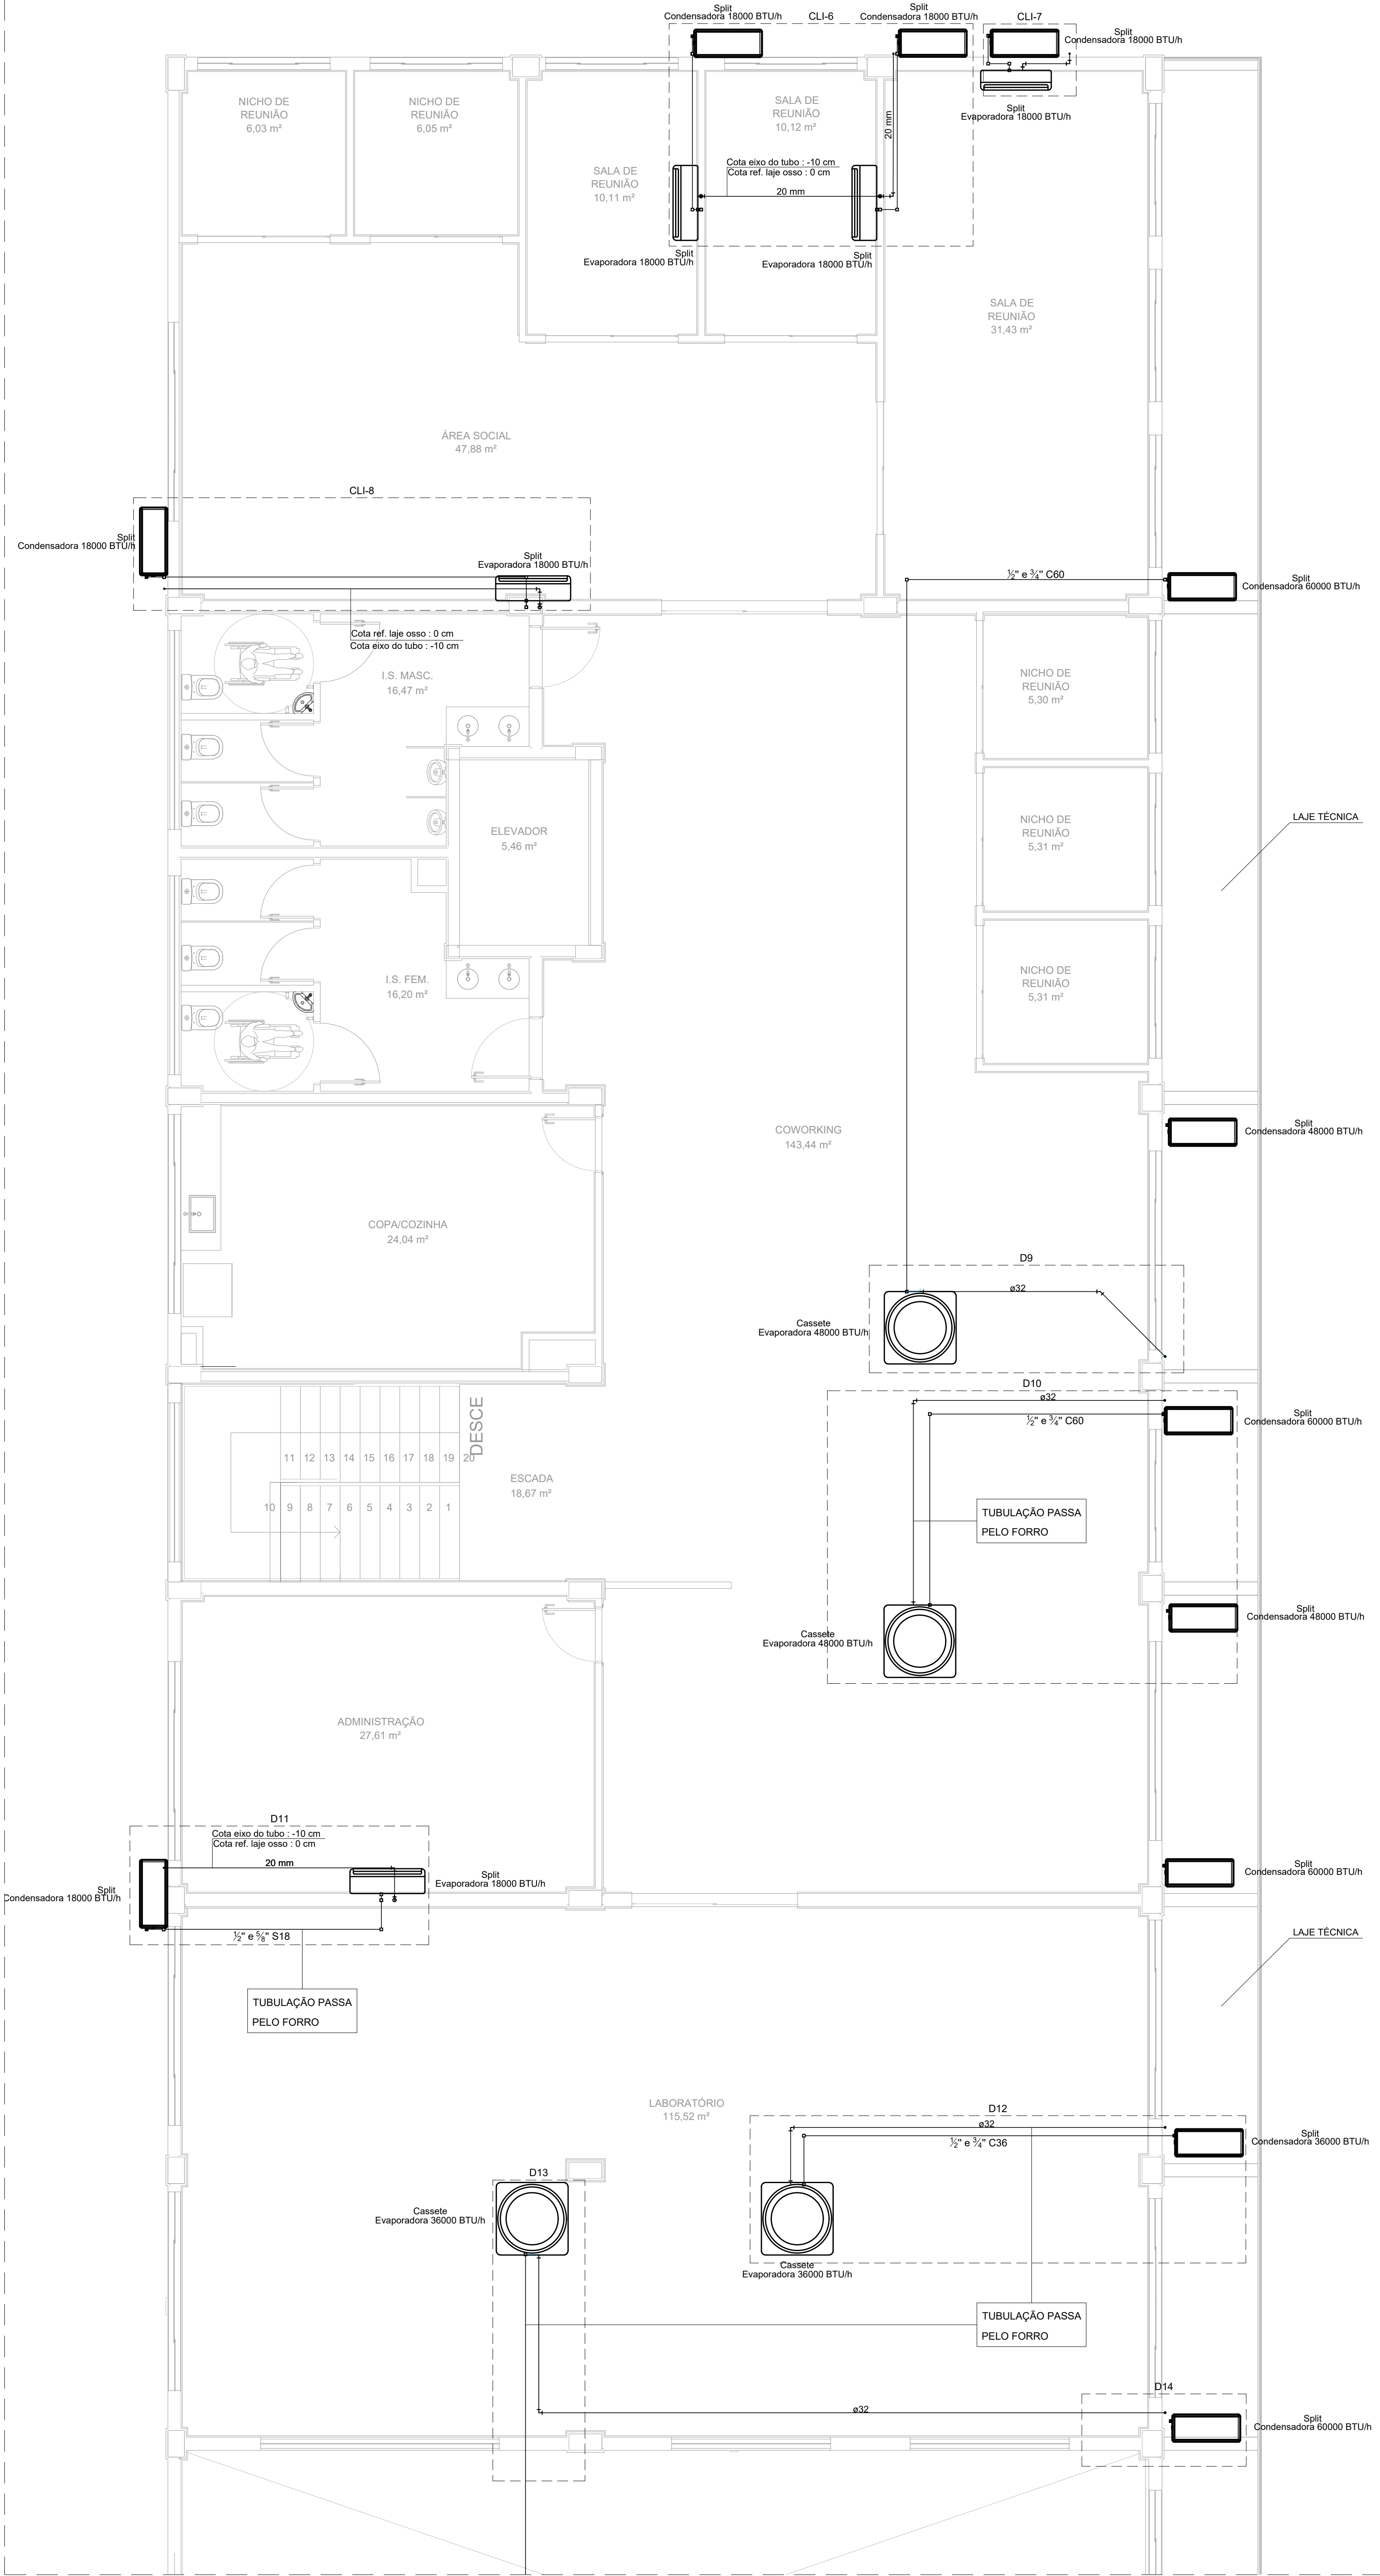 Split
Condensadora 18000 BTU/h
CLI-6
Split
Condensadora 18000 BTU/h
CLI-7
Split
Condensadora 18000 BTU/h
NICHO DE
REUNIÃO
6,03 m²
NICHO DE
REUNIÃO
6,05 m²
SALA DE
REUNIÃO
10,12 m²
20 mm
Split
Evaporadora 18000 BTU/h
SALA DE
REUNIÃO
10,11 m²
Cota eixo do tubo : -10 cm
Cota ref. laje osso : 0 cm
20 mm
Split
Evaporadora 18000 BTU/h
Split
Evaporadora 18000 BTU/h
SALA DE
REUNIÃO
31,43 m²
ÁREA SOCIAL
47,88 m²
CLI-8
Split
Condensadora 18000 BTU/h
Split
Evaporadora 18000 BTU/h
½" e ¾" C60
Split
Condensadora 60000 BTU/h
Cota ref. laje osso : 0 cm
Cota eixo do tubo : -10 cm
I.S. MASC.
16,47 m²
NICHO DE
REUNIÃO
5,30 m²
ELEVADOR
5,46 m²
NICHO DE
REUNIÃO
5,31 m²
LAJE TÉCNICA
I.S. FEM.
16,20 m²
NICHO DE
REUNIÃO
5,31 m²
COWORKING
143,44 m²
Split
Condensadora 48000 BTU/h
COPA/COZINHA
24,04 m²
D9
ø32
Cassete
Evaporadora 48000 BTU/h
D10
ø32
½" e ¾" C60
Split
Condensadora 60000 BTU/h
DESCE
11 12 13 14 15 16 17 18 19 20
ESCADA
18,67 m²
10 9 8 7 6 5 4 3 2 1
TUBULAÇÃO PASSA
PELO FORRO
Cassete
Evaporadora 48000 BTU/h
Split
Condensadora 48000 BTU/h
ADMINISTRAÇÃO
27,61 m²
D11
Cota eixo do tubo : -10 cm
Cota ref. laje osso : 0 cm
20 mm
Split
Condensadora 18000 BTU/h
Split
Evaporadora 18000 BTU/h
Split
Condensadora 60000 BTU/h
½" e ⅝" S18
TUBULAÇÃO PASSA
PELO FORRO
LAJE TÉCNICA
LABORATÓRIO
115,52 m²
D12
ø32
½" e ¾" C36
Split
Condensadora 36000 BTU/h
D13
Cassete
Evaporadora 36000 BTU/h
Cassete
Evaporadora 36000 BTU/h
TUBULAÇÃO PASSA
PELO FORRO
D14
ø32
Split
Condensadora 60000 BTU/h